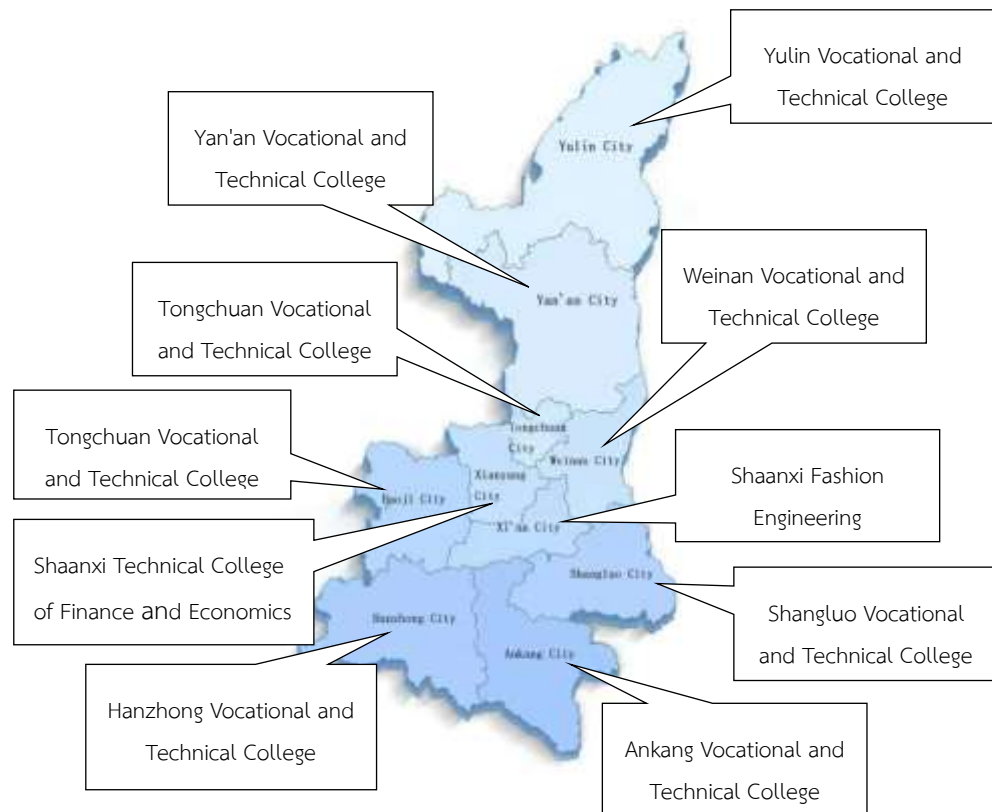 Yulin Vocational and
Technical College
Yan'an Vocational and
Technical College
Yulin City
Weinan Vocational and
Technical College
Tongchuan Vocational
and Technical College
Yan'an City
Tongchuan Vocational
and Technical College
Tongchuan
City
Weinan City
Shaanxi Fashion
Engineering
Xianyang
City
Baoji City
Xi'an City
Shaanxi Technical College
of Finance and Economics
Shangluo City
Shangluo Vocational
and Technical College
Hanzhong City
Ankang City
Hanzhong Vocational and
Technical College
Ankang Vocational and
Technical College